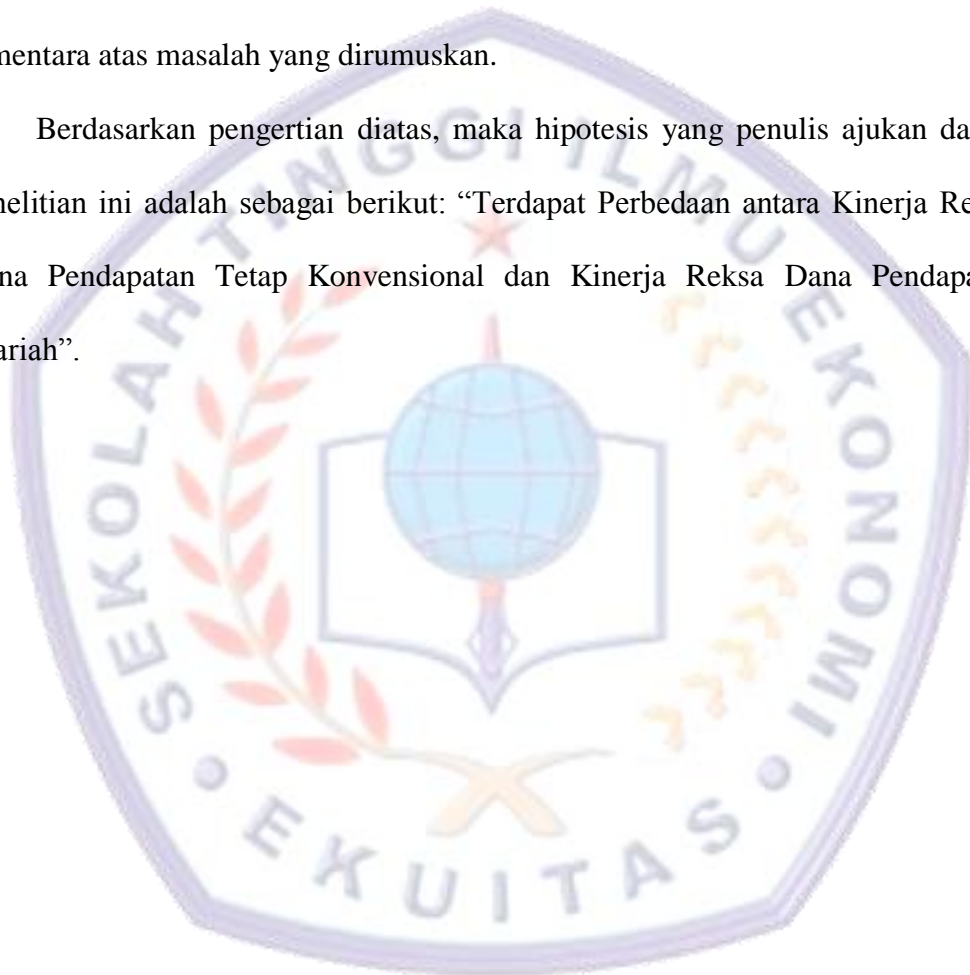 mentara atas masalah yang dirumuskan.
Berdasarkan pengertian diatas, maka hipotesis yang penulis ajukan da
nelitian ini adalah sebagai berikut: “Terdapat Perbedaan antara Kinerja Re
na Pendapatan Tetap Konvensional dan Kinerja Reksa Dana Pendapa
ariah”.
SEKOLAH TINGGI ILMU EKONOMI
EKUITAS